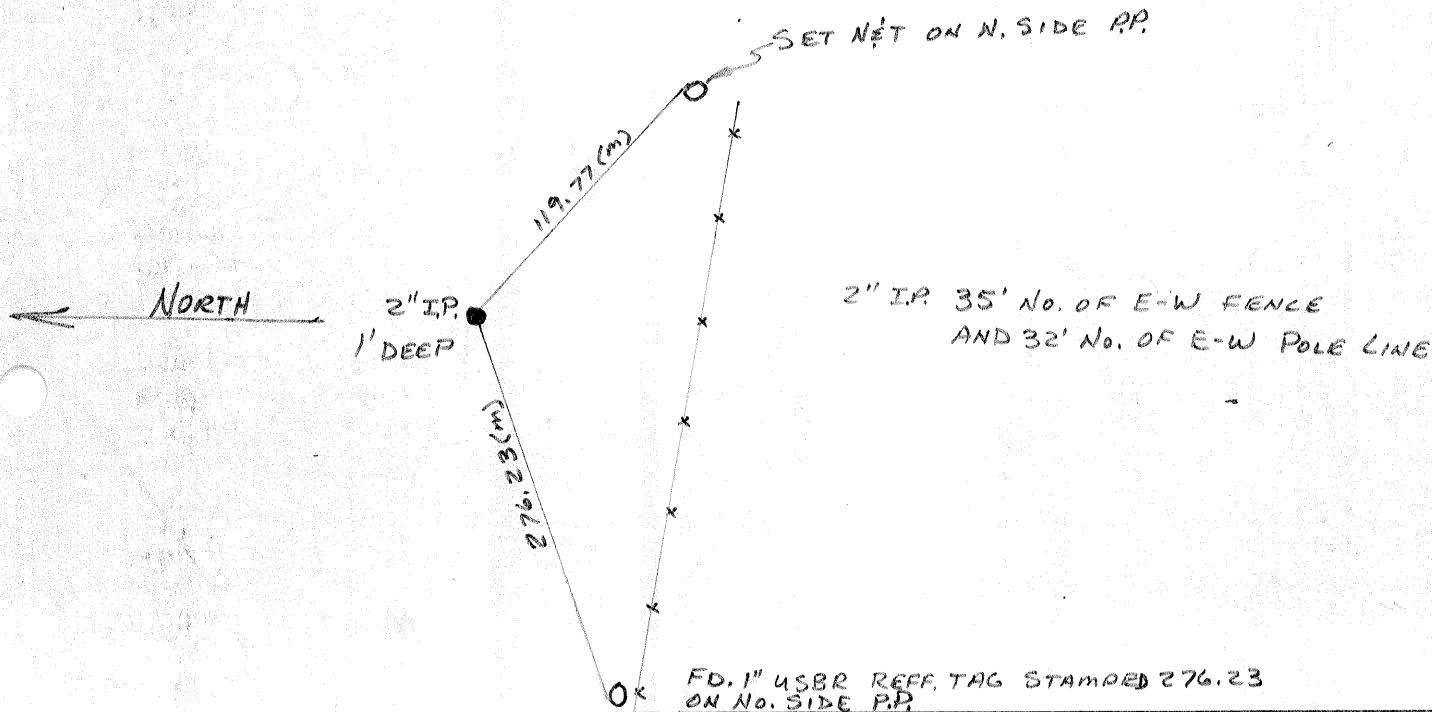 SET N&T ON N. SIDE P.P.
119.77 (m)
NORTH
2" I.P.
1' DEEP
2" I.P. 35' No. OF E-W FENCE
AND 32' No. OF E-W POLE LINE
276.23 (m)
FD. 1" USBR REFF. TAG STAMPED 276.23
ON NO. SIDE P.P.